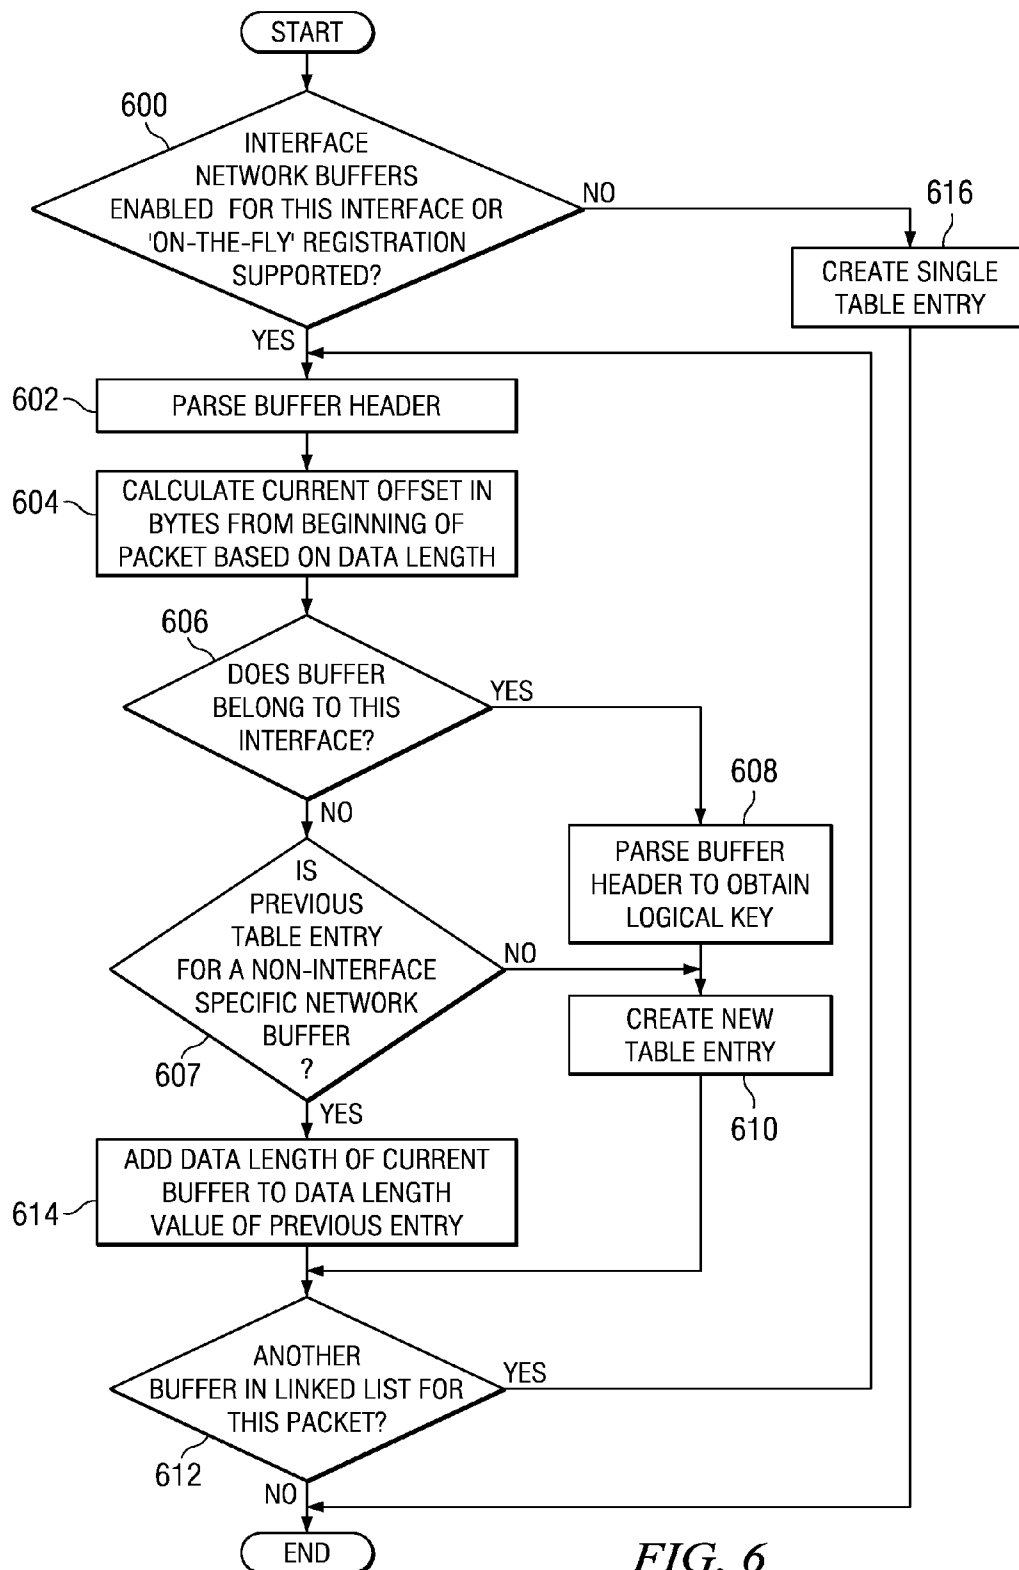 START
600
INTERFACE
NETWORK BUFFERS
ENABLED FOR THIS INTERFACE OR
'ON-THE-FLY' REGISTRATION
SUPPORTED?
NO
616
CREATE SINGLE
TABLE ENTRY
YES
602
PARSE BUFFER HEADER
604
CALCULATE CURRENT OFFSET IN
BYTES FROM BEGINNING OF
PACKET BASED ON DATA LENGTH
606
DOES BUFFER
BELONG TO THIS
INTERFACE?
YES
608
PARSE BUFFER
HEADER TO OBTAIN
LOGICAL KEY
NO
IS
PREVIOUS
TABLE ENTRY
FOR A NON-INTERFACE
SPECIFIC NETWORK
BUFFER
?
607
NO
CREATE NEW
TABLE ENTRY
610
YES
614
ADD DATA LENGTH OF CURRENT
BUFFER TO DATA LENGTH
VALUE OF PREVIOUS ENTRY
ANOTHER
BUFFER IN LINKED LIST FOR
THIS PACKET?
612
YES
NO
END
FIG. 6